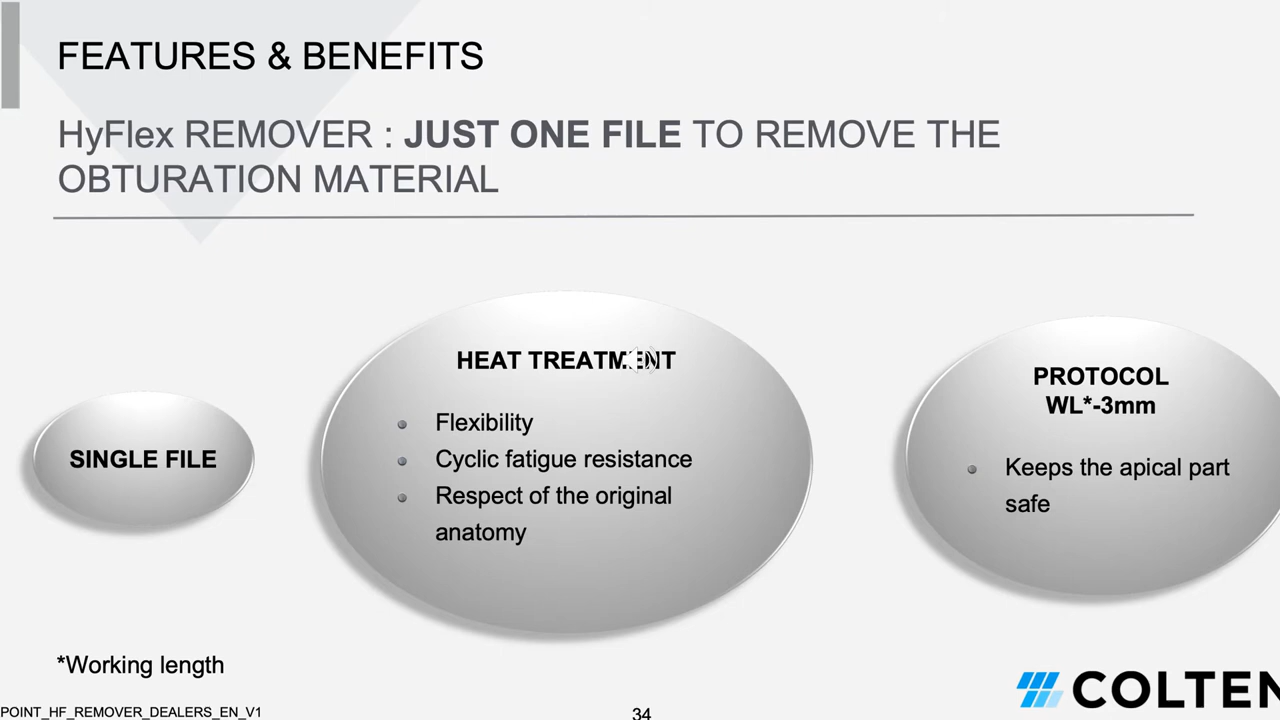 FEATURES & BENEFITS
HyFlex REMOVER : JUST ONE FILE TO REMOVE THE
OBTURATION MATERIAL
SINGLE FILE
HEAT TREATMENT
Flexibility
Cyclic fatigue resistance
Respect of the original
anatomy
PROTOCOL
WL*-3mm
Keeps the apical part
safe
*Working length
POINT_HF_REMOVER_DEALERS_EN_V1
34
COLTEN